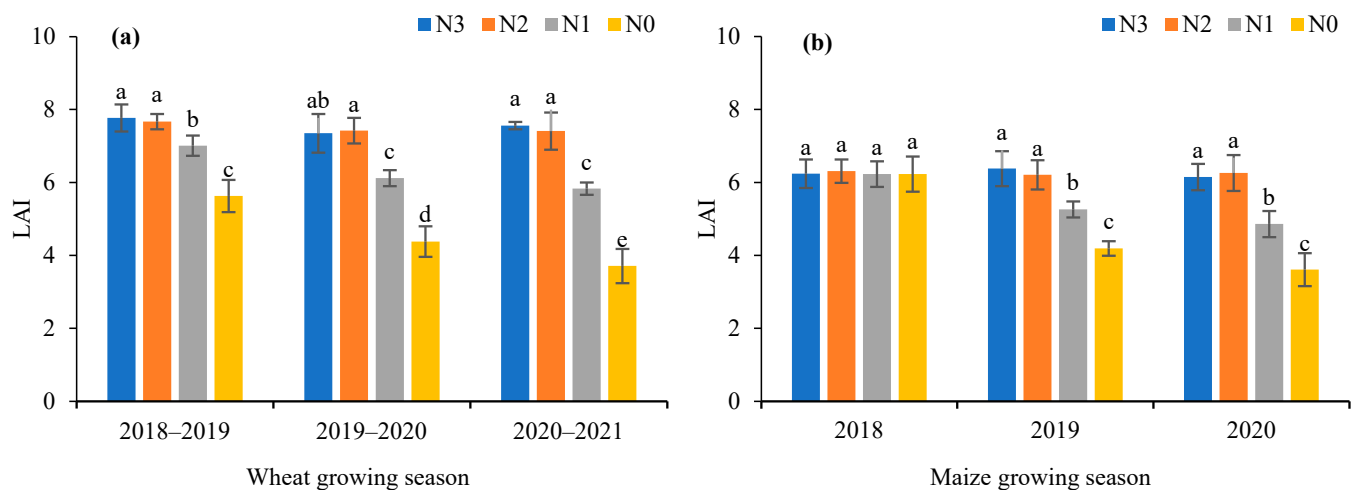 N3 N2 N1 N0
(a)
10
8
6
4
2
0
LAI
a a b c
ab a c d
a a c e
2018–2019 2019–2020 2020–2021
Wheat growing season
N3 N2 N1 N0
(b)
10
8
6
4
2
0
LAI
a a a a
a a b c
a a b c
2018 2019 2020
Maize growing season